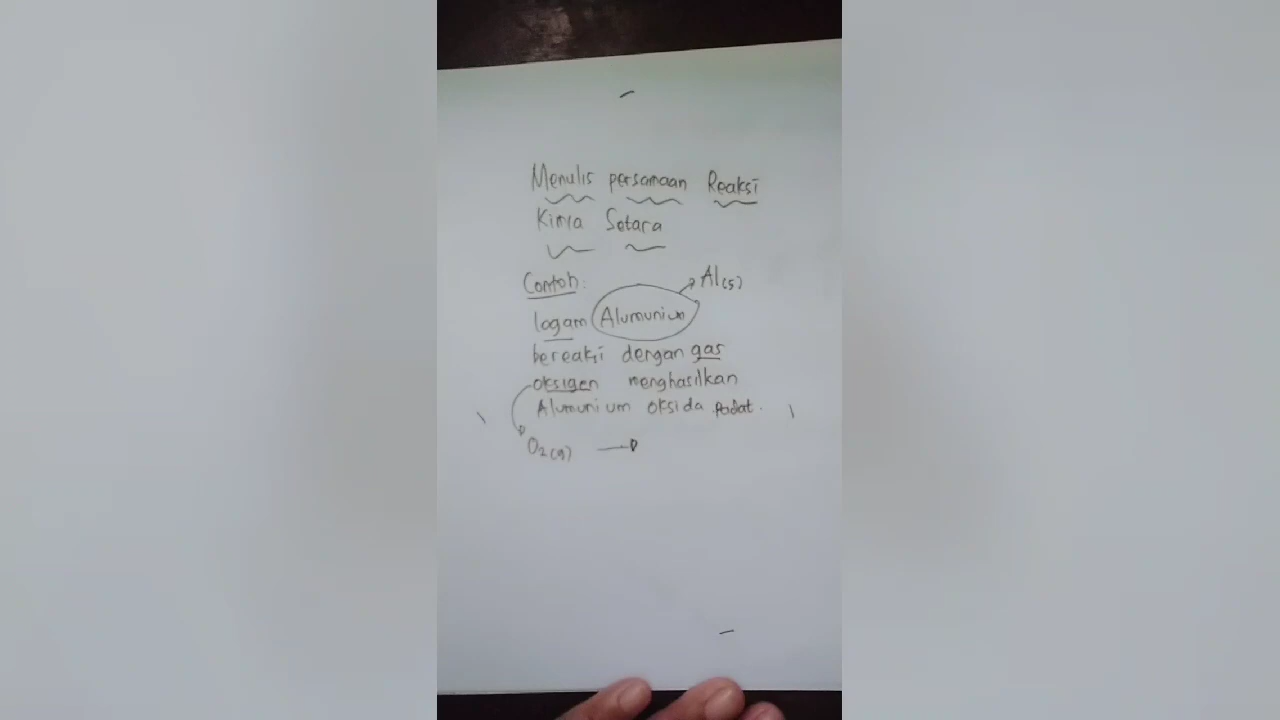 Menulis persamaan Reaksi
Kimia Setara
Contoh:
Al(s)
logam Alumunium
bereaksi dengan gas
oksigen menghasilkan
Alumunium oksida padat.
O₂(g) →